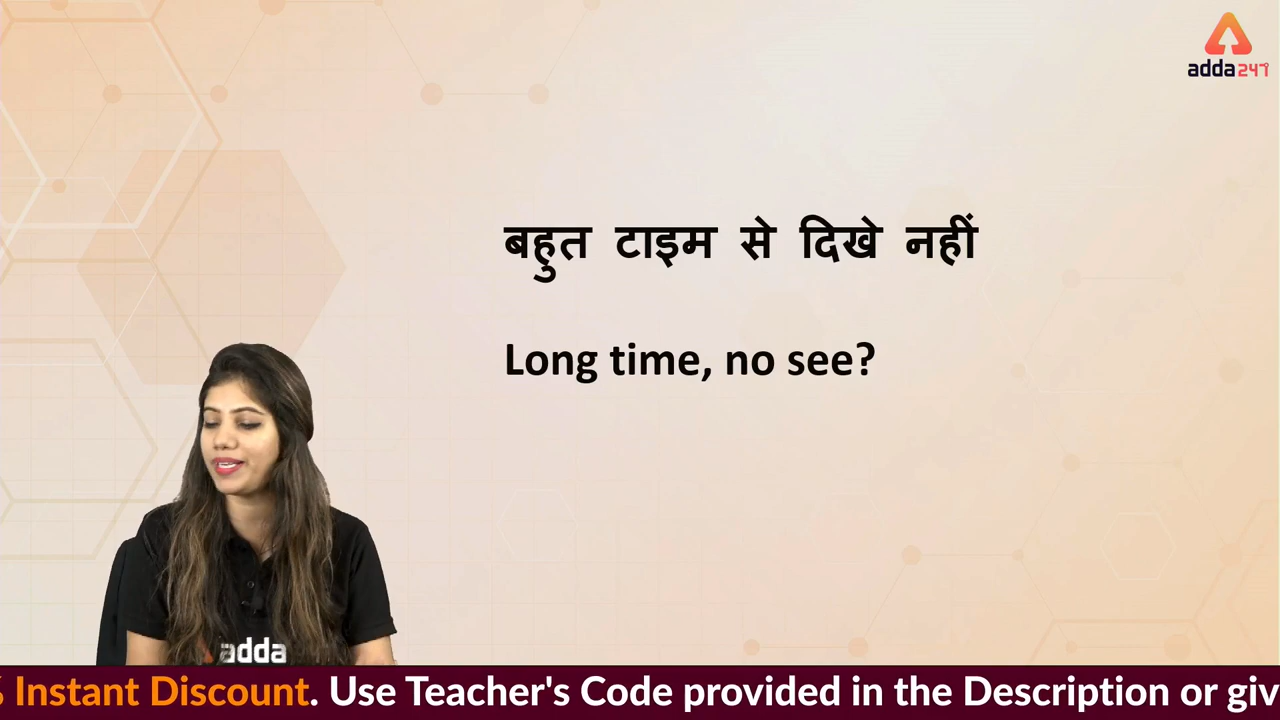 adda247
बहुत टाइम से दिखे नहीं
Long time, no see?
adda
% Instant Discount. Use Teacher's Code provided in the Description or giv